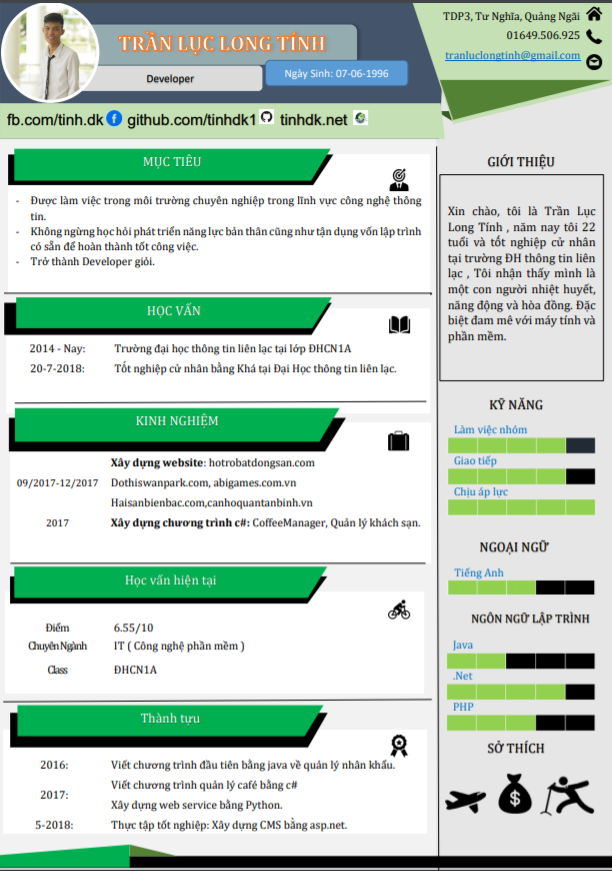 TRẦN LỤC LONG TÍNH
Developer
Ngày Sinh: 07-06-1996
TDP3, Tư Nghĩa, Quảng Ngãi
01649.506.925
tranluclongtinh@gmail.com
fb.com/tinh.dk github.com/tinhdk1 tinhdk.net
MỤC TIÊU
- Được làm việc trong môi trường chuyên nghiệp trong lĩnh vực công nghệ thông
tin.
- Không ngừng học hỏi phát triển năng lực bản thân cũng như tận dụng vốn lập trình
có sẵn để hoàn thành tốt công việc.
- Trở thành Developer giỏi.
HỌC VẤN
2014 - Nay: Trường đại học thông tin liên lạc tại lớp ĐHCN1A
20-7-2018: Tốt nghiệp cử nhân bằng Khá tại Đại Học thông tin liên lạc.
KINH NGHIỆM
Xây dựng website: hotrobatdongsan.com
09/2017-12/2017 Dothiswanpark.com, abigames.com.vn
Haisanbienbac.com,canhoquantanbinh.vn
2017 Xây dựng chương trình c#: CoffeeManager, Quản lý khách sạn.
Học vấn hiện tại
Điểm 6.55/10
Chuyên Ngành IT ( Công nghệ phần mềm )
Class ĐHCN1A
Thành tựu
2016: Viết chương trình đầu tiên bằng java về quản lý nhân khẩu.
2017: Viết chương trình quản lý café bằng c#
Xây dựng web service bằng Python.
5-2018: Thực tập tốt nghiệp: Xây dựng CMS bằng asp.net.
GIỚI THIỆU
Xin chào, tôi là Trần Lục
Long Tính , năm nay tôi 22
tuổi và tốt nghiệp cử nhân
tại trường ĐH thông tin liên
lạc , Tôi nhận thấy mình là
một con người nhiệt huyết,
năng động và hòa đồng. Đặc
biệt đam mê với máy tính và
phần mềm.
KỸ NĂNG
Làm việc nhóm
Giao tiếp
Chịu áp lực
NGOẠI NGỮ
Tiếng Anh
NGÔN NGỮ LẬP TRÌNH
Java
.Net
PHP
SỞ THÍCH